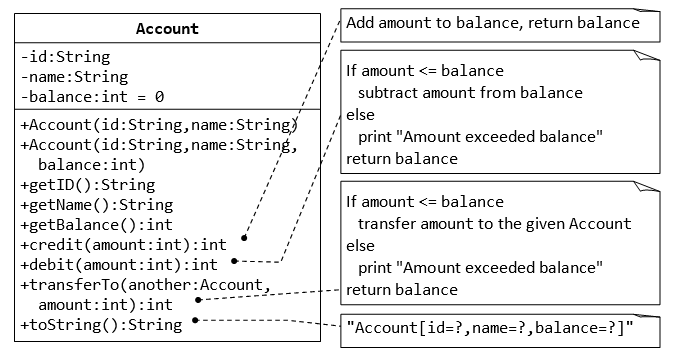 Account
-id:String
-name:String
-balance:int = 0
+Account(id:String,name:String)
+Account(id:String,name:String,
balance:int)
+getID():String
+getName():String
+getBalance():int
+credit(amount:int):int
+debit(amount:int):int
+transferTo(another:Account,
amount:int):int
+toString():String
Add amount to balance, return balance
If amount <= balance
subtract amount from balance
else
print "Amount exceeded balance"
return balance
If amount <= balance
transfer amount to the given Account
else
print "Amount exceeded balance"
return balance
"Account[id=?,name=?,balance=?]"